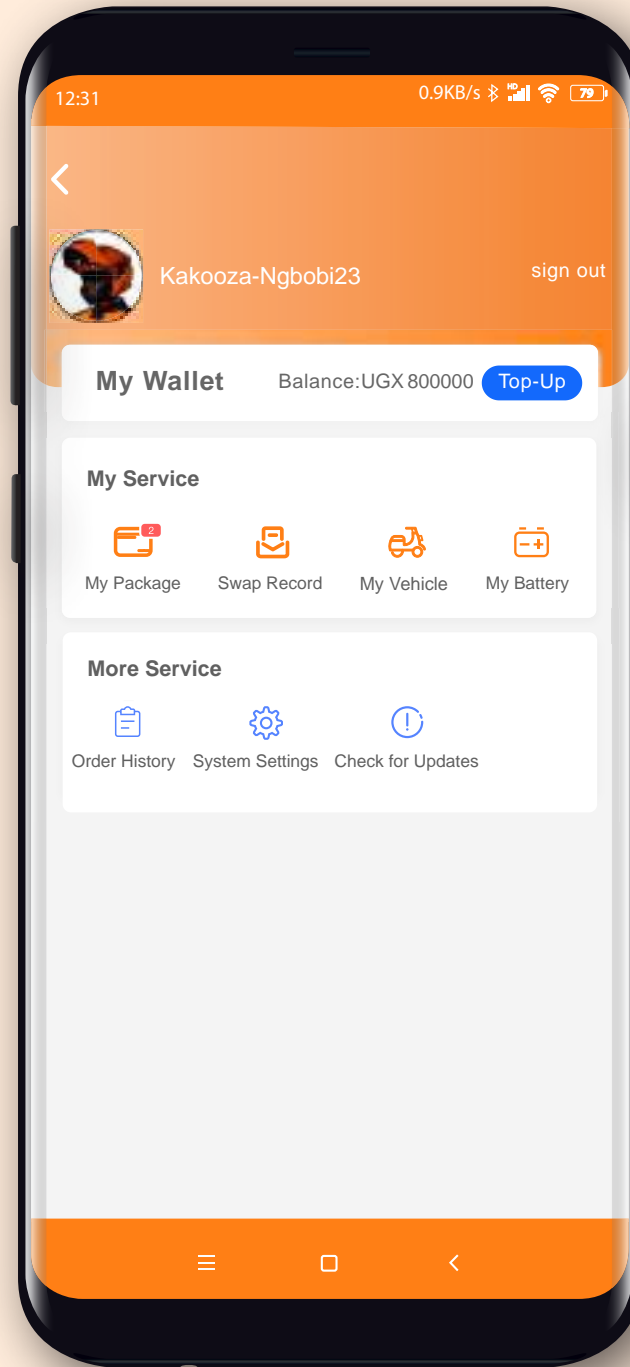 12:31 0.9KB/s HD 79
Kakooza-Ngbobi23 sign out
My Wallet Balance:UGX 800000 Top-Up
My Service
2
My Package Swap Record My Vehicle My Battery
More Service
Order History System Settings Check for Updates